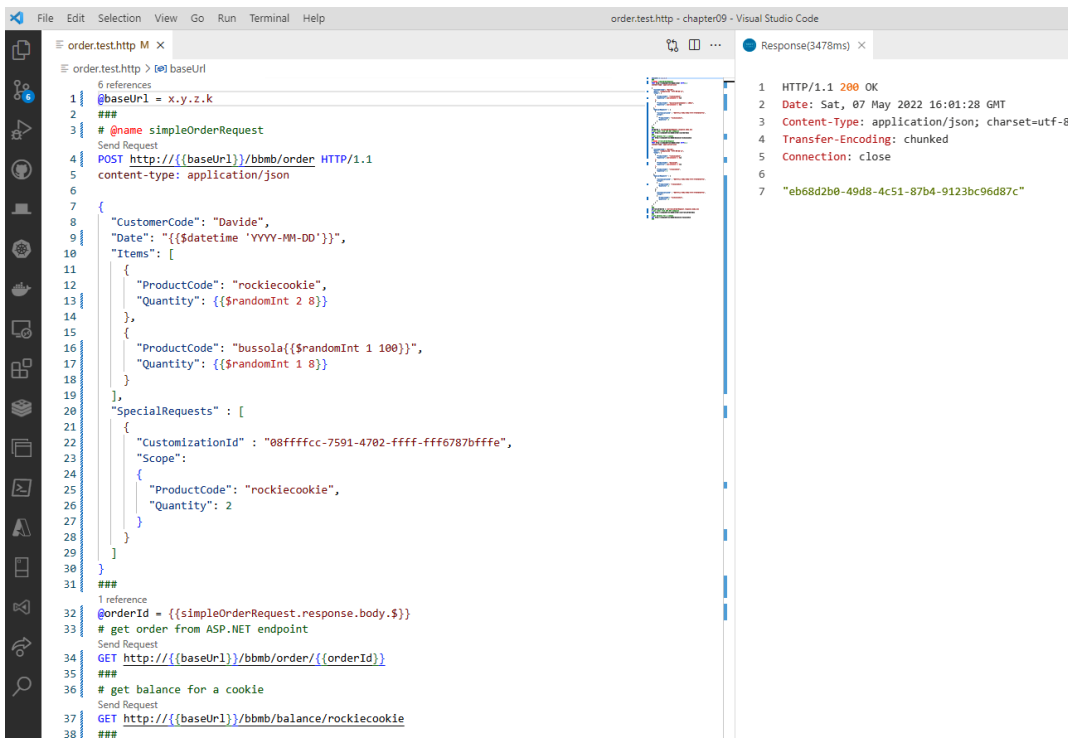 File Edit Selection View Go Run Terminal Help
order.test.http - chapter09 - Visual Studio Code
order.test.http M
Response(3478ms)
order.test.http > baseUrl
6 references
1 @baseUrl = x.y.z.k
2 ###
3 # @name simpleOrderRequest
Send Request
4 POST http://{{baseUrl}}/bbmb/order HTTP/1.1
5 content-type: application/json
6
7 {
8 "CustomerCode": "Davide",
9 "Date": "{{$datetime 'YYYY-MM-DD'}}",
10 "Items": [
11 {
12 "ProductCode": "rockiecookie",
13 "Quantity": {{$randomInt 2 8}}
14 },
15 {
16 "ProductCode": "bussola{{$randomInt 1 100}}",
17 "Quantity": {{$randomInt 1 8}}
18 }
19 ],
20 "SpecialRequests" : [
21 {
22 "CustomizationId" : "08ffffcc-7591-4702-ffff-fff6787bfffe",
23 "Scope":
24 {
25 "ProductCode": "rockiecookie",
26 "Quantity": 2
27 }
28 }
29 ]
30 }
31 ###
1 reference
32 @orderId = {{simpleOrderRequest.response.body.$}}
33 # get order from ASP.NET endpoint
Send Request
34 GET http://{{baseUrl}}/bbmb/order/{{orderId}}
35 ###
36 # get balance for a cookie
Send Request
37 GET http://{{baseUrl}}/bbmb/balance/rockiecookie
38 ###
1 HTTP/1.1 200 OK
2 Date: Sat, 07 May 2022 16:01:28 GMT
3 Content-Type: application/json; charset=utf-8
4 Transfer-Encoding: chunked
5 Connection: close
6
7 "eb68d2b0-49d8-4c51-87b4-9123bc96d87c"
6